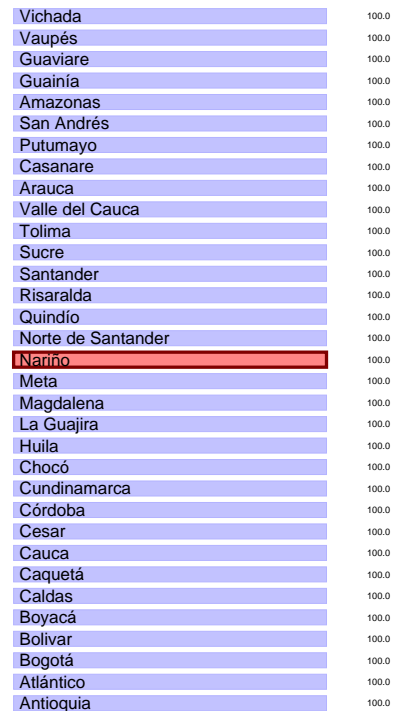 Vichada 100.0
Vaupés 100.0
Guaviare 100.0
Guainía 100.0
Amazonas 100.0
San Andrés 100.0
Putumayo 100.0
Casanare 100.0
Arauca 100.0
Valle del Cauca 100.0
Tolima 100.0
Sucre 100.0
Santander 100.0
Risaralda 100.0
Quindío 100.0
Norte de Santander 100.0
Nariño 100.0
Meta 100.0
Magdalena 100.0
La Guajira 100.0
Huila 100.0
Chocó 100.0
Cundinamarca 100.0
Córdoba 100.0
Cesar 100.0
Cauca 100.0
Caquetá 100.0
Caldas 100.0
Boyacá 100.0
Bolivar 100.0
Bogotá 100.0
Atlántico 100.0
Antioquia 100.0